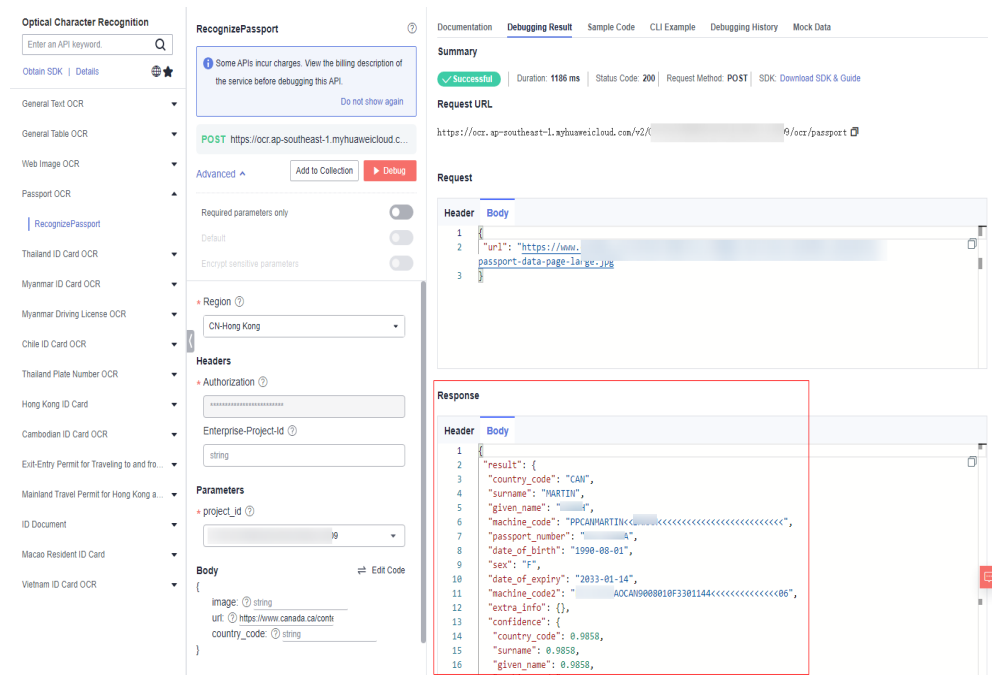 Optical Character Recognition
Enter an API keyword.
Obtain SDK | Details
General Text OCR
General Table OCR
Web Image OCR
Passport OCR
RecognizePassport
Thailand ID Card OCR
Myanmar ID Card OCR
Myanmar Driving License OCR
Chile ID Card OCR
Thailand Plate Number OCR
Hong Kong ID Card
Cambodian ID Card OCR
Exit-Entry Permit for Traveling to and fro...
Mainland Travel Permit for Hong Kong a...
ID Document
Macao Resident ID Card
Vietnam ID Card OCR
RecognizePassport
Some APIs incur charges. View the billing description of
the service before debugging this API.
Do not show again
POST https://ocr.ap-southeast-1.myhuaweicloud.c...
Advanced
Add to Collection
Debug
Required parameters only
Default
Encrypt sensitive parameters
* Region
CN-Hong Kong
Headers
* Authorization
************************
Enterprise-Project-Id
string
Parameters
* project_id
99
Body
Edit Code
{
image: string
url: https://www.canada.ca/conte
country_code: string
}
Documentation Debugging Result Sample Code CLI Example Debugging History Mock Data
Summary
Successful Duration: 1186 ms Status Code: 200 Request Method: POST SDK: Download SDK & Guide
Request URL
https://ocr.ap-southeast-1.myhuaweicloud.com/v2/ 9/ocr/passport
Request
Header Body
1 {
2 "url": "https://www.
passport-data-page-large.jpg
3 }
Response
Header Body
1 {
2 "result": {
3 "country_code": "CAN",
4 "surname": "MARTIN",
5 "given_name": " ",
6 "machine_code": "PPCANMARTIN<< <<<<<<<<<<<<<<<<<<<<<<<<<<",
7 "passport_number": " A",
8 "date_of_birth": "1990-08-01",
9 "sex": "F",
10 "date_of_expiry": "2033-01-14",
11 "machine_code2": " AOCAN9008010F3301144<<<<<<<<<<<<<<06",
12 "extra_info": {},
13 "confidence": {
14 "country_code": 0.9858,
15 "surname": 0.9858,
16 "given_name": 0.9858,